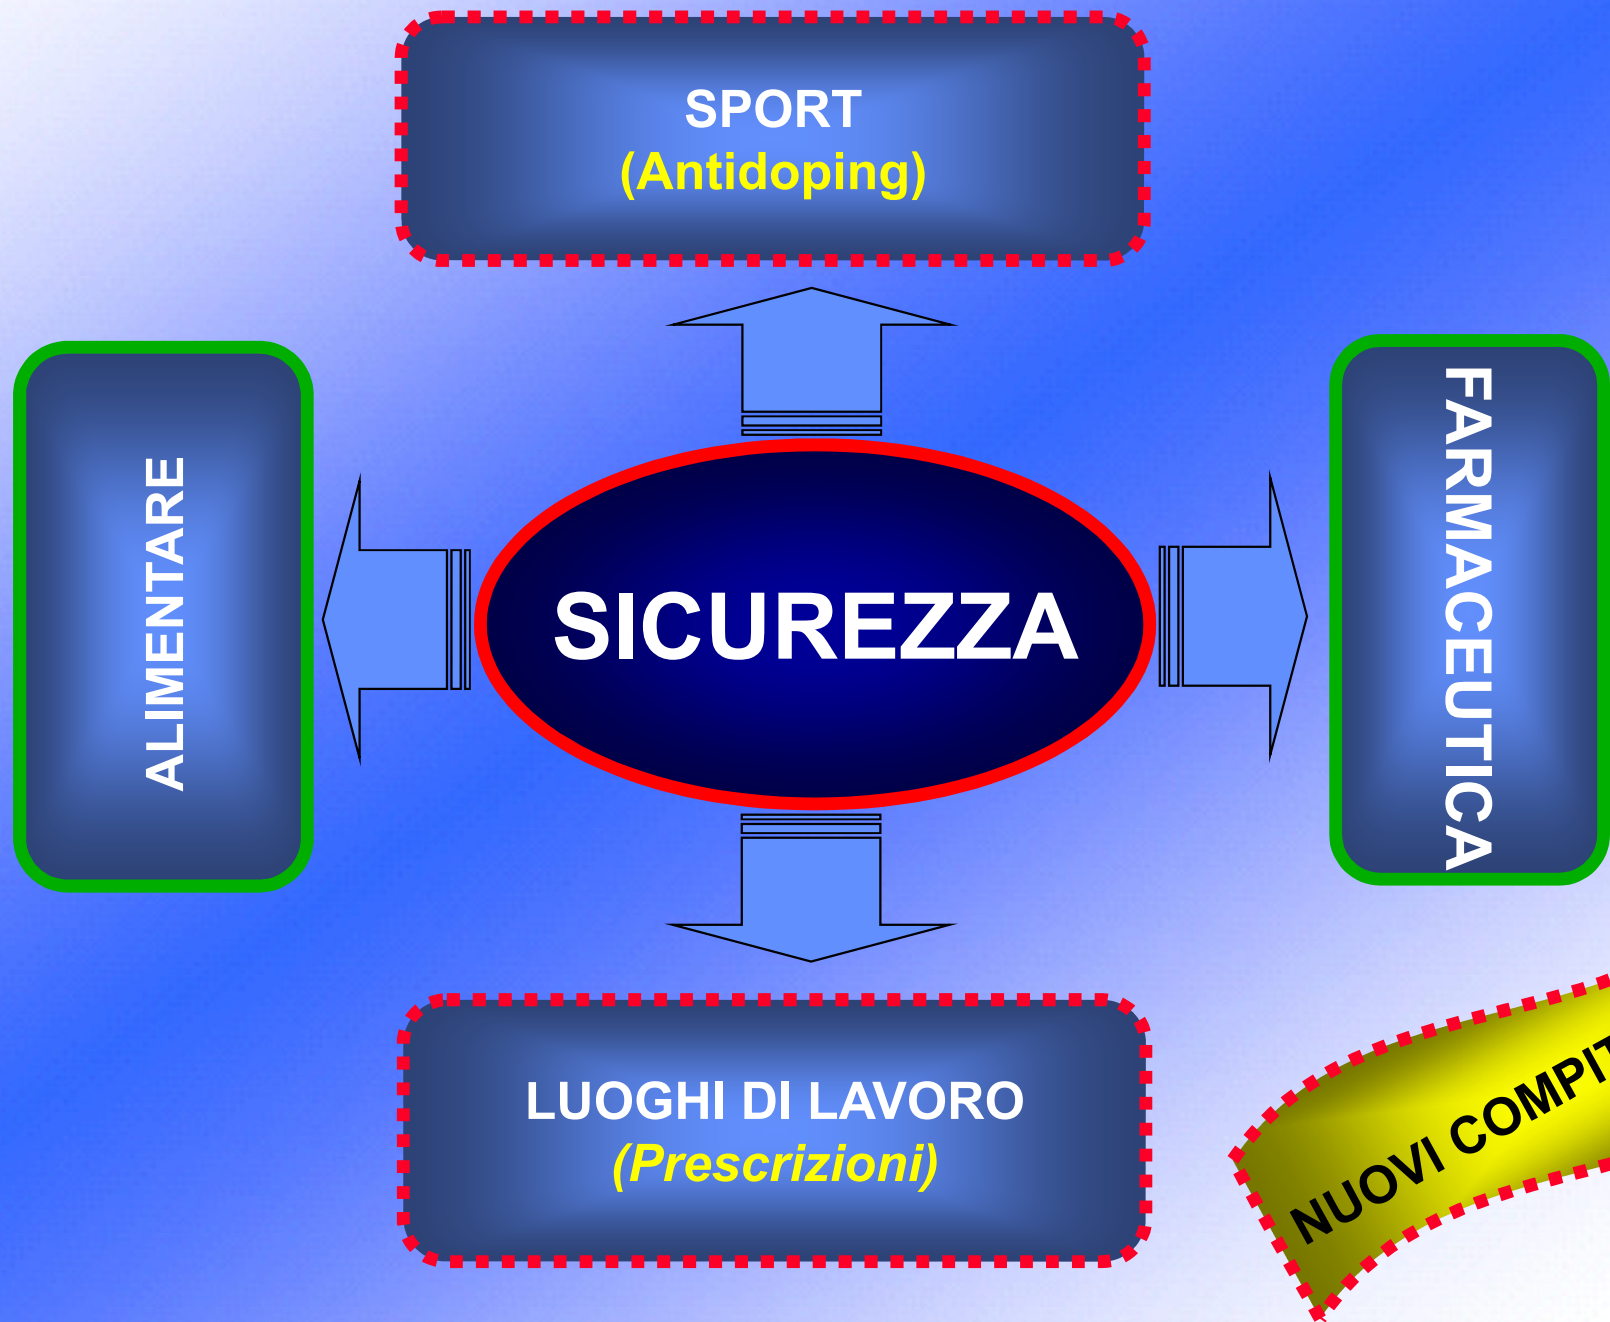 SPORT
(Antidoping)
ALIMENTARE
SICUREZZA
FARMACEUTICA
LUOGHI DI LAVORO
(Prescrizioni)
NUOVI